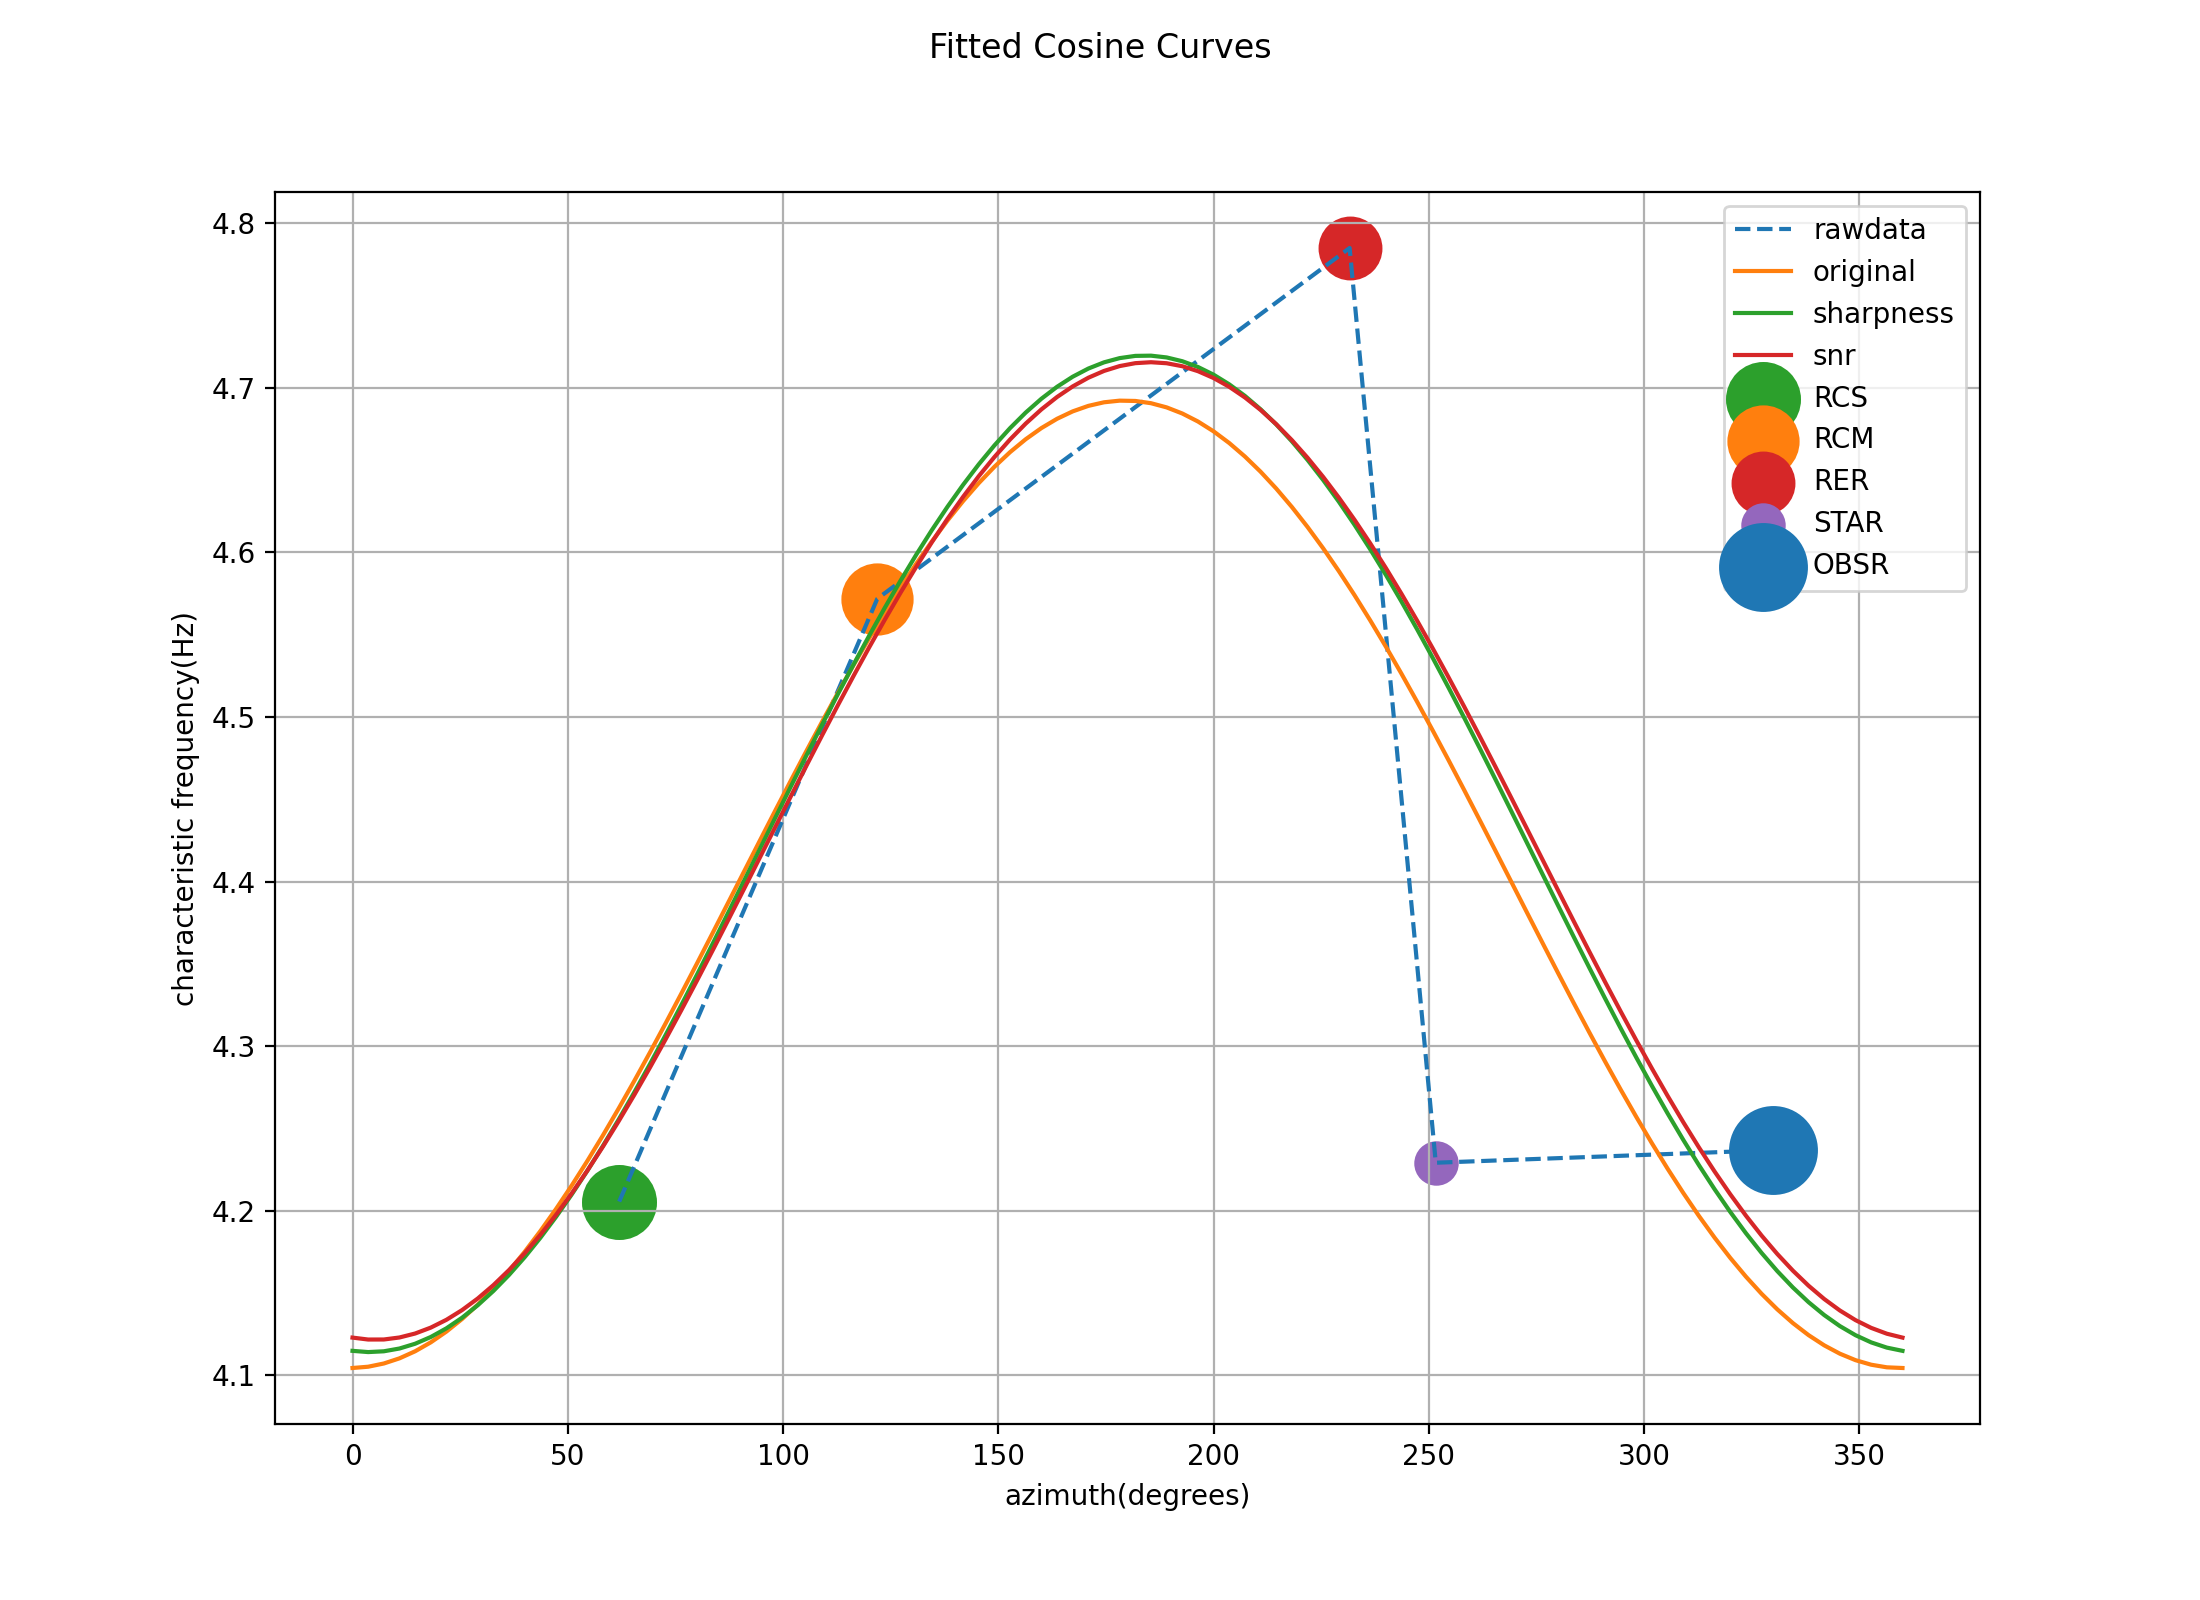 Fitted Cosine Curves
4.8
4.7
4.6
4.5
4.4
4.3
4.2
4.1
characteristic frequency(Hz)
rawdata
original
sharpness
snr
RCS
RCM
RER
STAR
OBSR
0 50 100 150 200 250 300 350
azimuth(degrees)